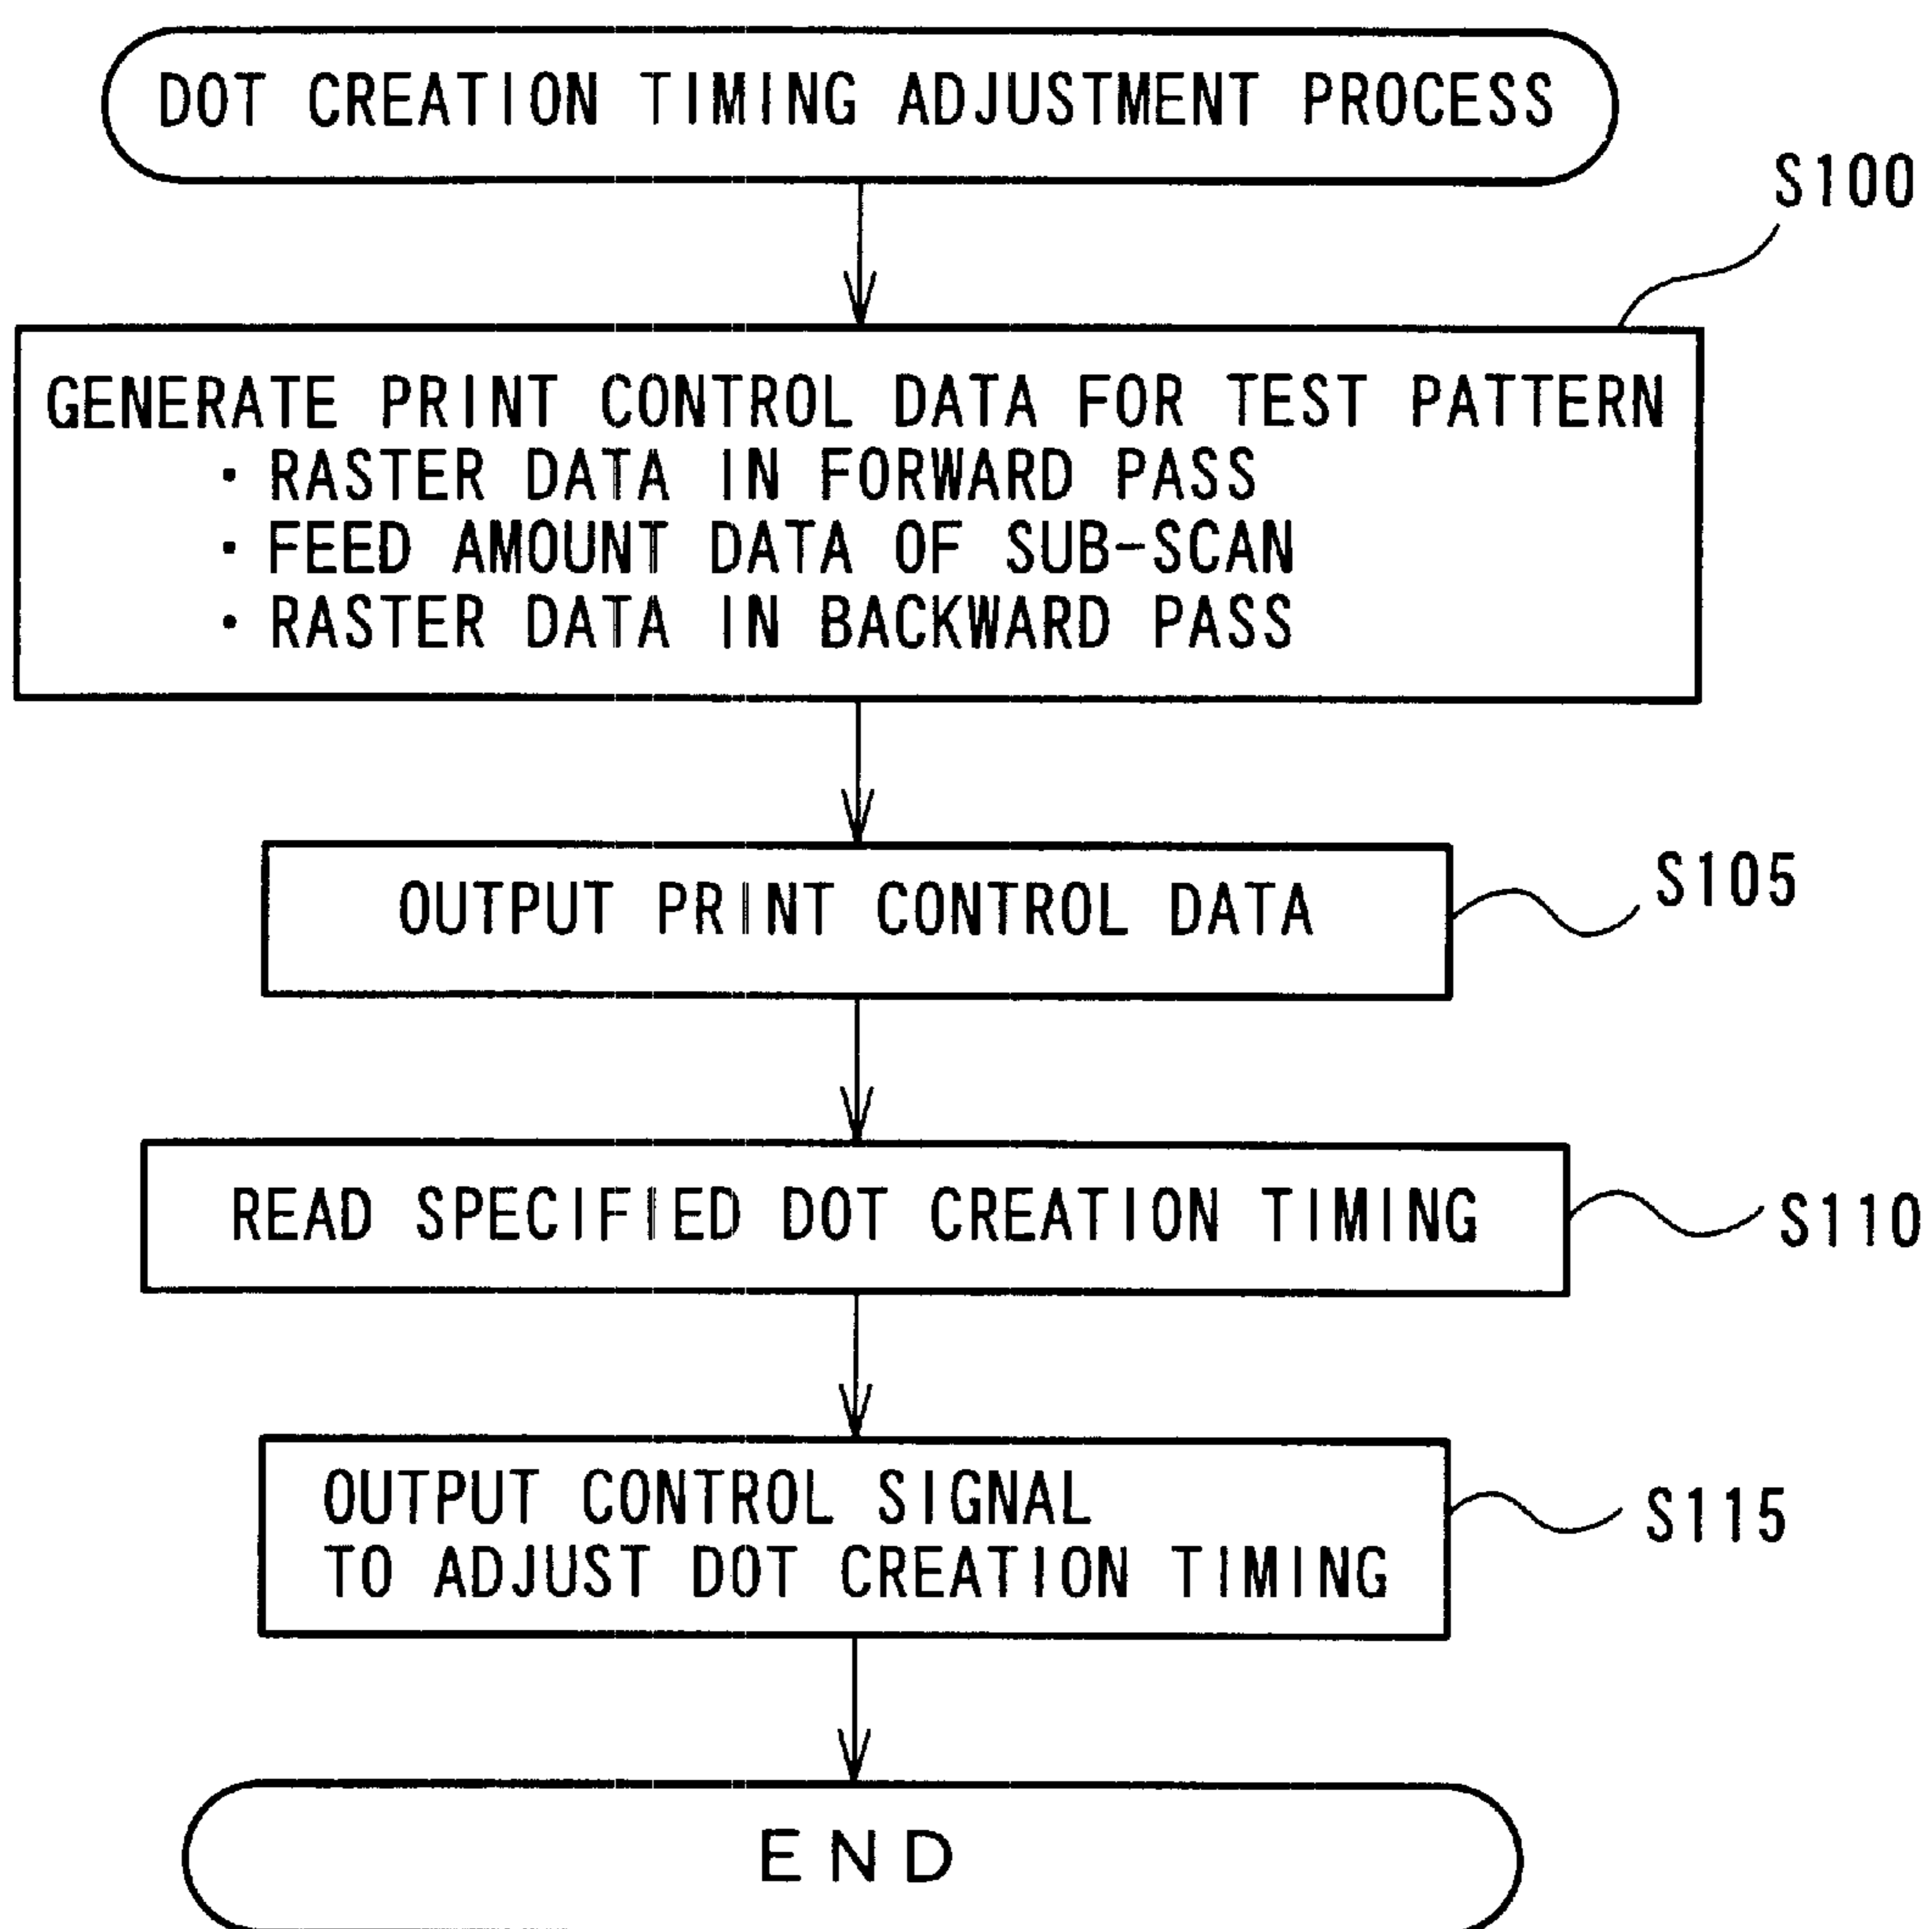 DOT CREATION TIMING ADJUSTMENT PROCESS
S100
GENERATE PRINT CONTROL DATA FOR TEST PATTERN
· RASTER DATA IN FORWARD PASS
· FEED AMOUNT DATA OF SUB-SCAN
· RASTER DATA IN BACKWARD PASS
OUTPUT PRINT CONTROL DATA
S105
READ SPECIFIED DOT CREATION TIMING
S110
OUTPUT CONTROL SIGNAL
TO ADJUST DOT CREATION TIMING
S115
END